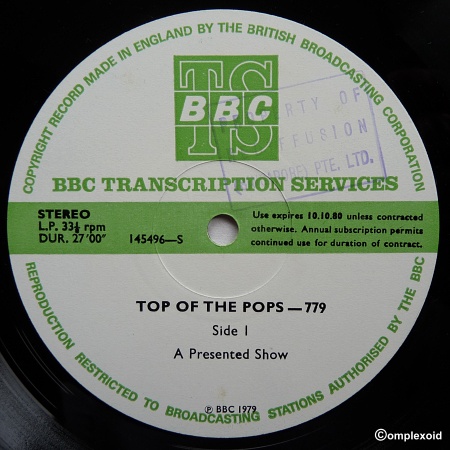 COPYRIGHT RECORD MADE IN ENGLAND BY THE BRITISH BROADCASTING CORPORATION
TS
BBC
OF
PTE. LTD.
BBC TRANSCRIPTION SERVICES
STEREO
L.P. 33⅓ rpm
DUR. 27′00″ 145496—S
Use expires 10.10.80 unless contracted
otherwise. Annual subscription permits
continued use for duration of contract.
TOP OF THE POPS — 779
Side 1
A Presented Show
℗ BBC 1979
REPRODUCTION RESTRICTED TO BROADCASTING STATIONS AUTHORISED BY THE BBC
©omplexoid